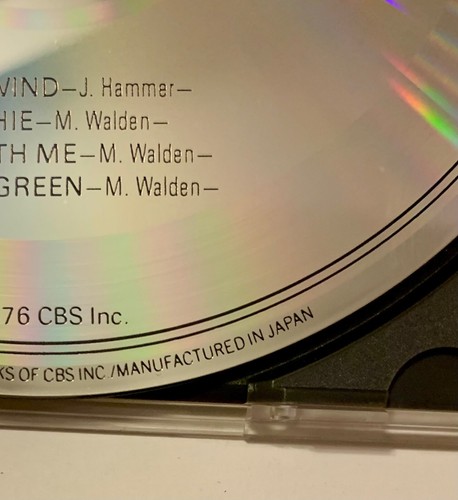 WIND–J. Hammer–
HIE–M. Walden–
TH ME–M. Walden–
GREEN–M. Walden–
76 CBS Inc.
KS OF CBS INC./MANUFACTURED IN JAPAN